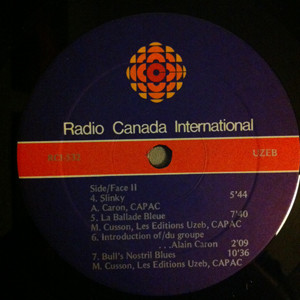 Radio Canada International
RCI 532 UZEB
Side/Face II
4. Slinky 5'44
A. Caron, CAPAC
5. La Ballade Bleue 7'40
M. Cusson, Les Editions Uzeb, CAPAC
6. Introduction of/du groupe
. . .Alain Caron 2'09
7. Bull's Nostril Blues 10'36
M. Cusson, Les Editions Uzeb, CAPAC